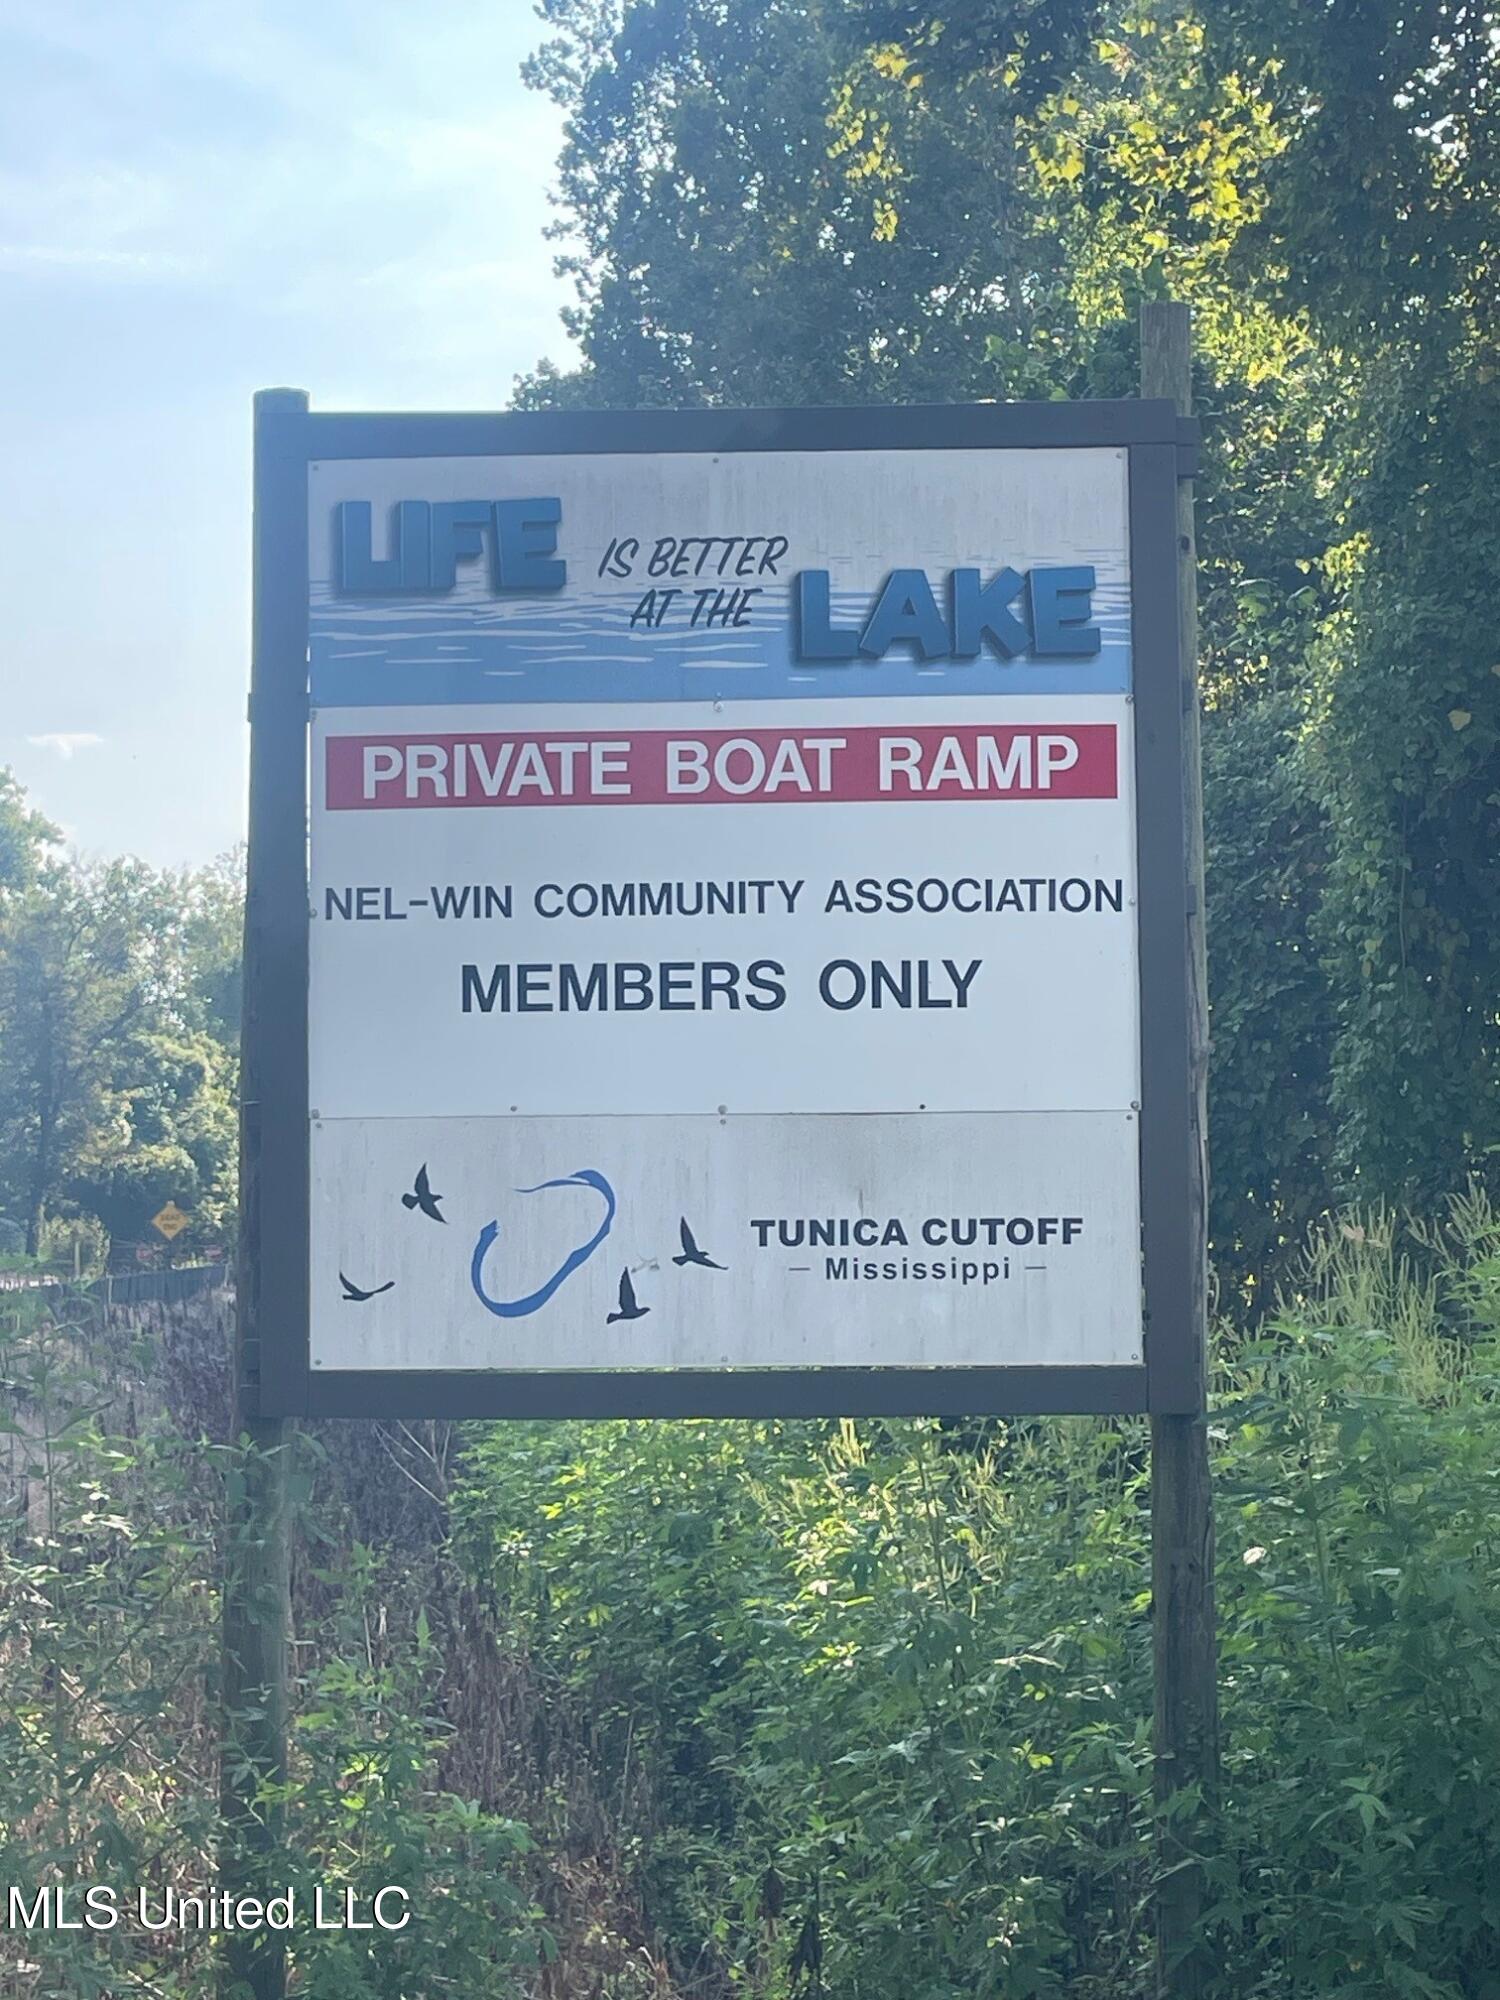 LIFE IS BETTER
AT THE LAKE
PRIVATE BOAT RAMP
NEL-WIN COMMUNITY ASSOCIATION
MEMBERS ONLY
TUNICA CUTOFF
— Mississippi —
MLS United LLC